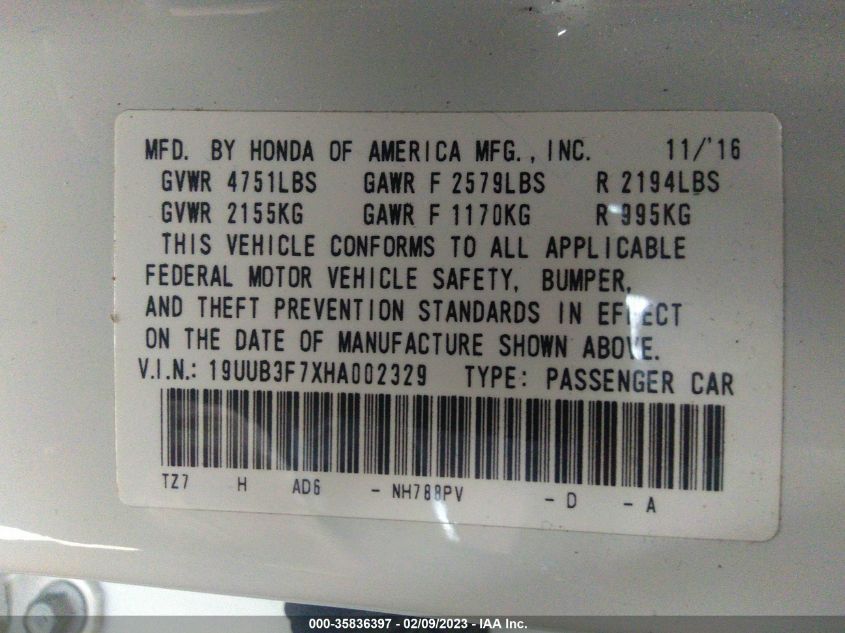 MFD. BY HONDA OF AMERICA MFG., INC. 11/'16
GVWR 4751LBS GAWR F 2579LBS R 2194LBS
GVWR 2155KG GAWR F 1170KG R 995KG
THIS VEHICLE CONFORMS TO ALL APPLICABLE
FEDERAL MOTOR VEHICLE SAFETY, BUMPER,
AND THEFT PREVENTION STANDARDS IN EFFECT
ON THE DATE OF MANUFACTURE SHOWN ABOVE.
V.I.N.: 19UUB3F7XHA002329 TYPE: PASSENGER CAR
TZ7 H AD6 - NH788PV - D - A
000-35836397 - 02/09/2023 - IAA Inc.